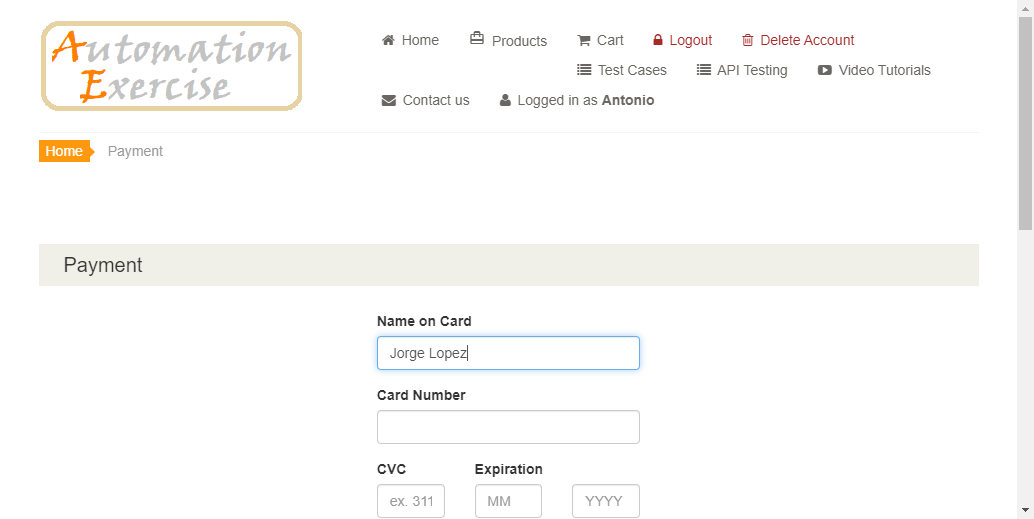 Automation
Exercise
Home Products Cart Logout Delete Account
Test Cases API Testing Video Tutorials
Contact us Logged in as Antonio
Home Payment
Payment
Name on Card
Jorge Lopez
Card Number
CVC Expiration
ex. 311 MM YYYY